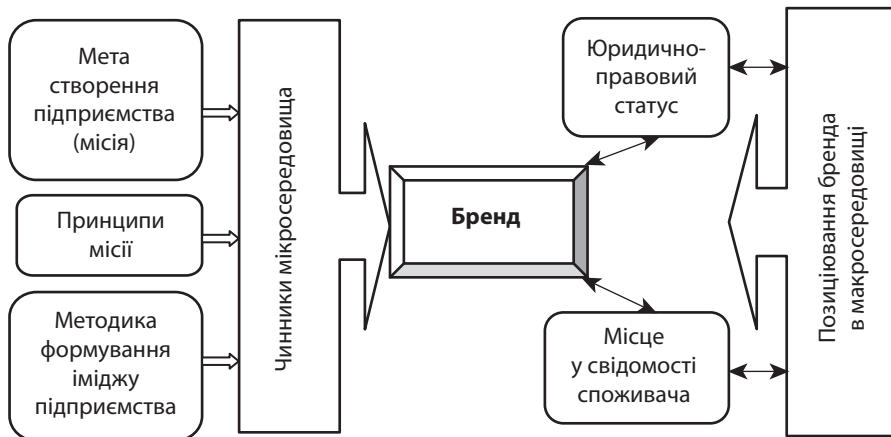 Мета
створення
підприємства
(місія)
Принципи
місії
Методика
формування
іміджу
підприємства
Чинники мікросередовища
Бренд
Юридично-
правовий
статус
Місце
у свідомості
споживача
Позиціювання бренда
в макросередовищі